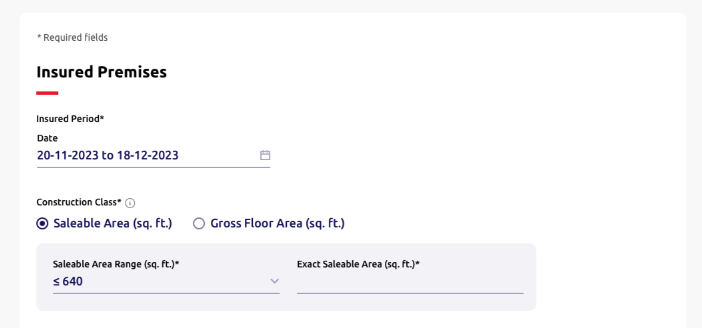 * Required fields
Insured Premises
Insured Period*
Date
20-11-2023 to 18-12-2023
Construction Class*
Saleable Area (sq. ft.) Gross Floor Area (sq. ft.)
Saleable Area Range (sq. ft.)* Exact Saleable Area (sq. ft.)*
≤ 640